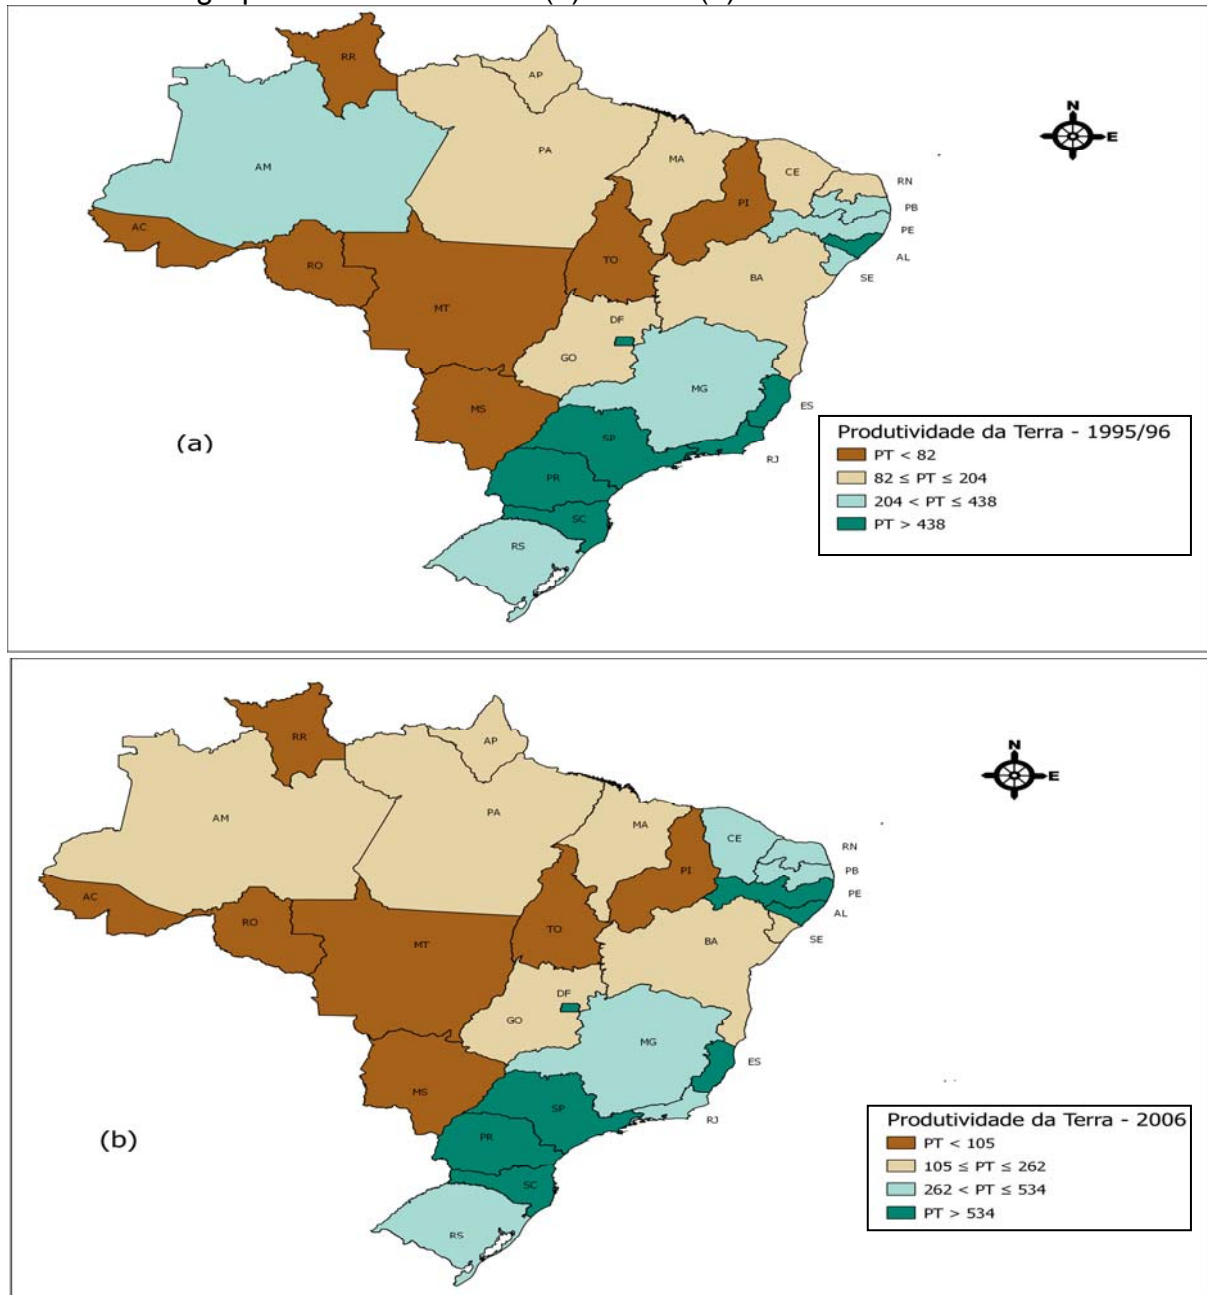 RR
AP
AM
PA
MA
CE
RN
PB
PE
AL
SE
PI
AC
RO
TO
BA
MT
DF
GO
MG
MS
ES
SP
RJ
PR
SC
RS
N
E
(a)
Produtividade da Terra - 1995/96
PT < 82
82 ≤ PT ≤ 204
204 < PT ≤ 438
PT > 438
RR
AP
AM
PA
MA
CE
RN
PB
PE
AL
SE
PI
AC
RO
TO
BA
MT
DF
GO
MG
MS
ES
SP
RJ
PR
SC
RS
N
E
(b)
Produtividade da Terra - 2006
PT < 105
105 ≤ PT ≤ 262
262 < PT ≤ 534
PT > 534